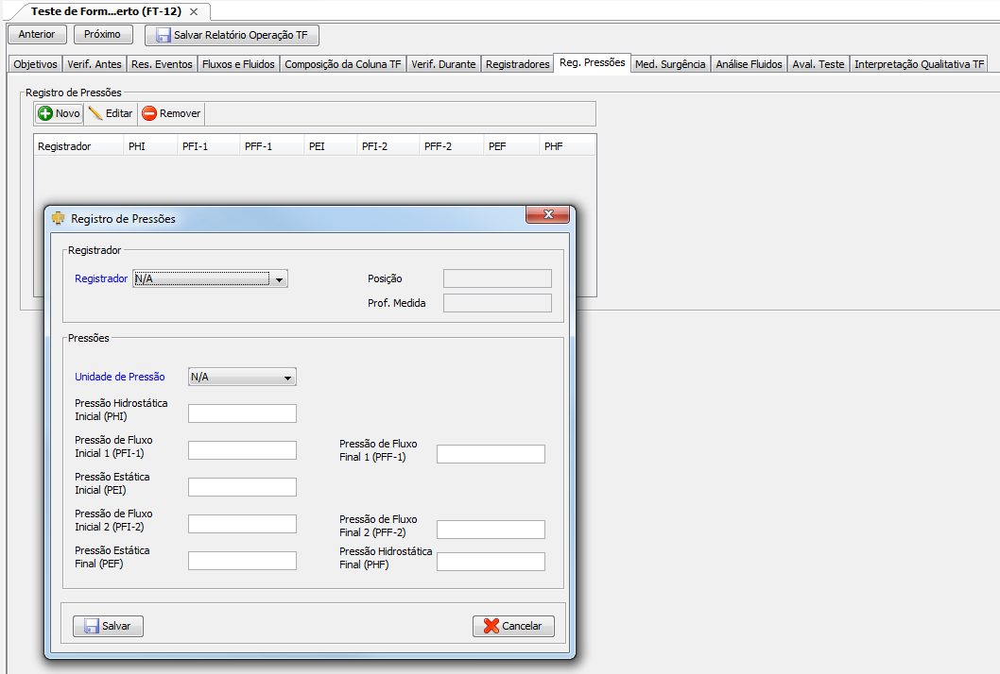 Teste de Form...erto (FT-12)
Anterior Próximo Salvar Relatório Operação TF
Objetivos Verif. Antes Res. Eventos Fluxos e Fluidos Composição da Coluna TF Verif. Durante Registradores Reg. Pressões Med. Surgência Análise Fluidos Aval. Teste Interpretação Qualitativa TF
Registro de Pressões
Novo Editar Remover
Registrador PHI PFI-1 PFF-1 PEI PFI-2 PFF-2 PEF PHF
Registro de Pressões
Registrador
Registrador N/A Posição
Prof. Medida
Pressões
Unidade de Pressão N/A
Pressão Hidrostática
Inicial (PHI)
Pressão de Fluxo
Inicial 1 (PFI-1)
Pressão de Fluxo
Final 1 (PFF-1)
Pressão Estática
Inicial (PEI)
Pressão de Fluxo
Inicial 2 (PFI-2)
Pressão de Fluxo
Final 2 (PFF-2)
Pressão Estática
Final (PEF)
Pressão Hidrostática
Final (PHF)
Salvar Cancelar